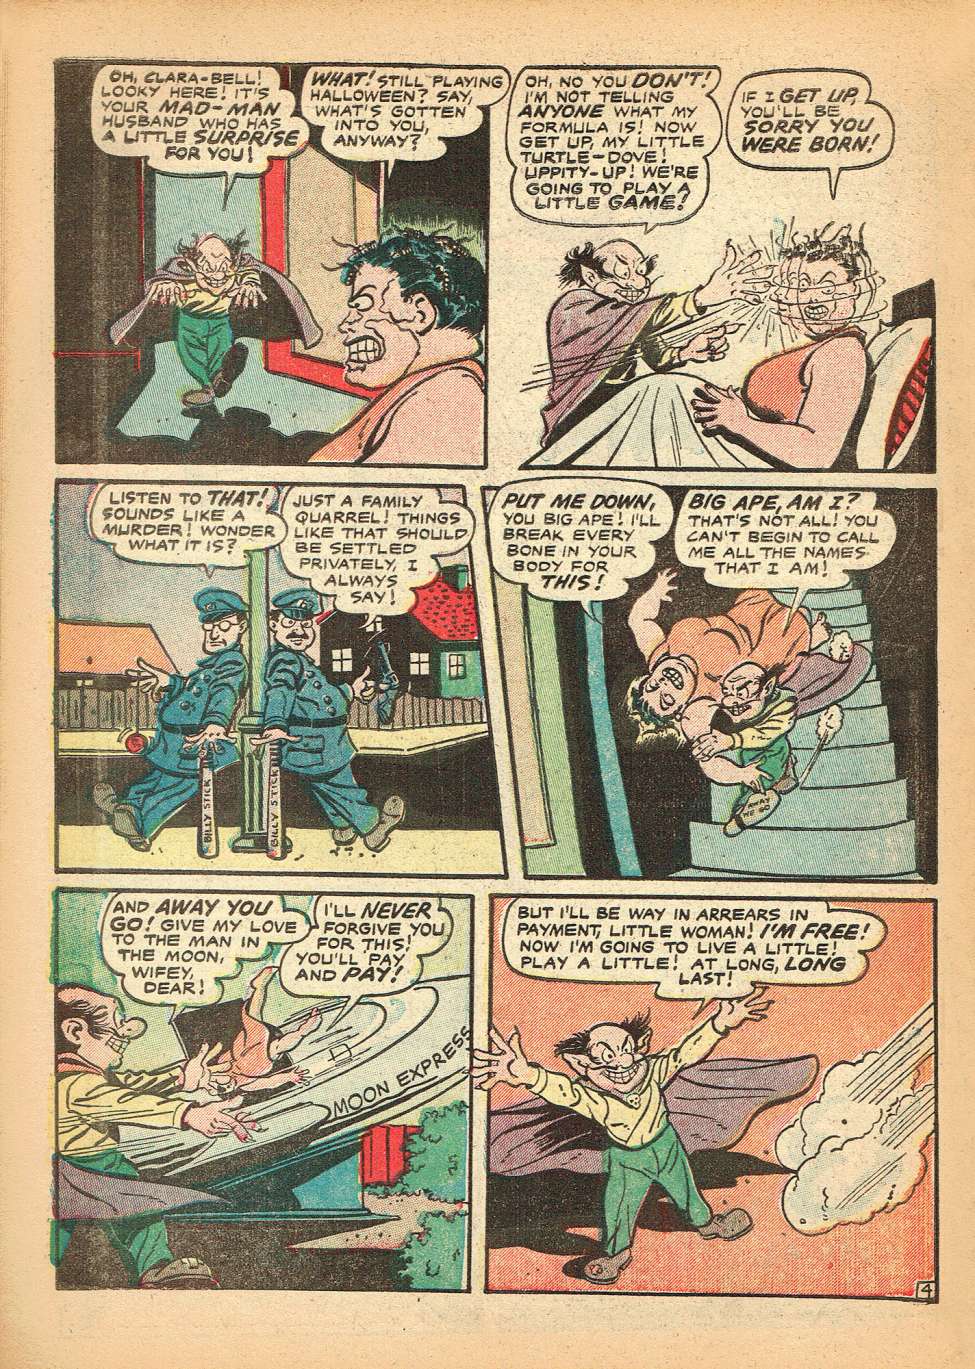 OH, CLARA-BELL!
LOOKY HERE! IT'S
YOUR MAD-MAN
HUSBAND WHO HAS
A LITTLE SURPRISE
FOR YOU!
WHAT! STILL PLAYING
HALLOWEEN? SAY,
WHAT'S GOTTEN
INTO YOU,
ANYWAY?
OH, NO YOU DON'T!
I'M NOT TELLING
ANYONE WHAT MY
FORMULA IS! NOW
GET UP, MY LITTLE
TURTLE-DOVE!
UPPITY-UP! WE'RE
GOING TO PLAY A
LITTLE GAME!
IF I GET UP,
YOU'LL BE
SORRY YOU
WERE BORN!
LISTEN TO THAT!
SOUNDS LIKE A
MURDER! WONDER
WHAT IT IS?
JUST A FAMILY
QUARREL! THINGS
LIKE THAT SHOULD
BE SETTLED
PRIVATELY, I
ALWAYS
SAY!
BILLY STICK
BILLY STICK
PUT ME DOWN,
YOU BIG APE! I'LL
BREAK EVERY
BONE IN YOUR
BODY FOR
THIS!
BIG APE, AM I?
THAT'S NOT ALL! YOU
CAN'T BEGIN TO CALL
ME ALL THE NAMES
THAT I AM!
AWAY
WE GO
AND AWAY YOU
GO! GIVE MY LOVE
TO THE MAN IN
THE MOON,
WIFEY,
DEAR!
I'LL NEVER
FORGIVE YOU
FOR THIS!
YOU'LL PAY
AND PAY!
MOON EXPRESS
BUT I'LL BE WAY IN ARREARS IN
PAYMENT, LITTLE WOMAN! I'M FREE!
NOW I'M GOING TO LIVE A LITTLE!
PLAY A LITTLE! AT LONG, LONG
LAST!
4